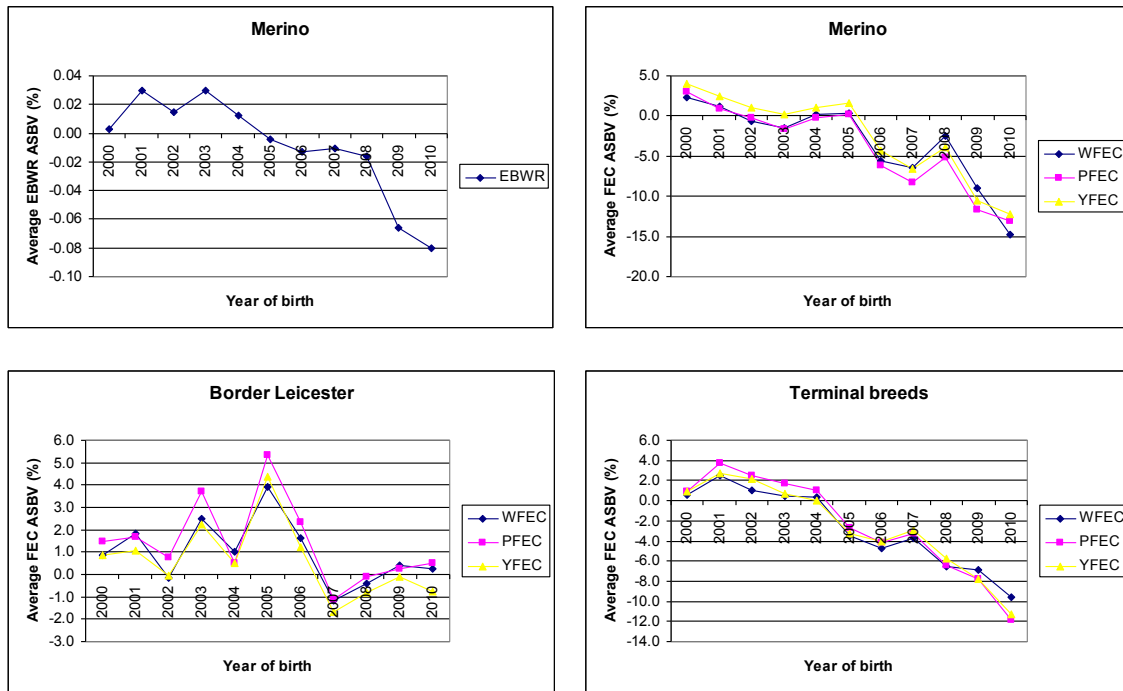 Merino
Average EBWR ASBV (%)
0.04
0.02
0.00
-0.02
-0.04
-0.06
-0.08
-0.10
2000 2001 2002 2003 2004 2005 2006 2007 2008 2009 2010
EBWR
Year of birth
Merino
Average FEC ASBV (%)
5.0
0.0
-5.0
-10.0
-15.0
-20.0
2000 2001 2002 2003 2004 2005 2006 2007 2008 2009 2010
WFEC
PFEC
YFEC
Year of birth
Border Leicester
Average FEC ASBV (%)
6.0
5.0
4.0
3.0
2.0
1.0
0.0
-1.0
-2.0
-3.0
2000 2001 2002 2003 2004 2005 2006 2007 2008 2009 2010
WFEC
PFEC
YFEC
Year of birth
Terminal breeds
Average FEC ASBV (%)
6.0
4.0
2.0
0.0
-2.0
-4.0
-6.0
-8.0
-10.0
-12.0
-14.0
2000 2001 2002 2003 2004 2005 2006 2007 2008 2009 2010
WFEC
PFEC
YFEC
Year of birth